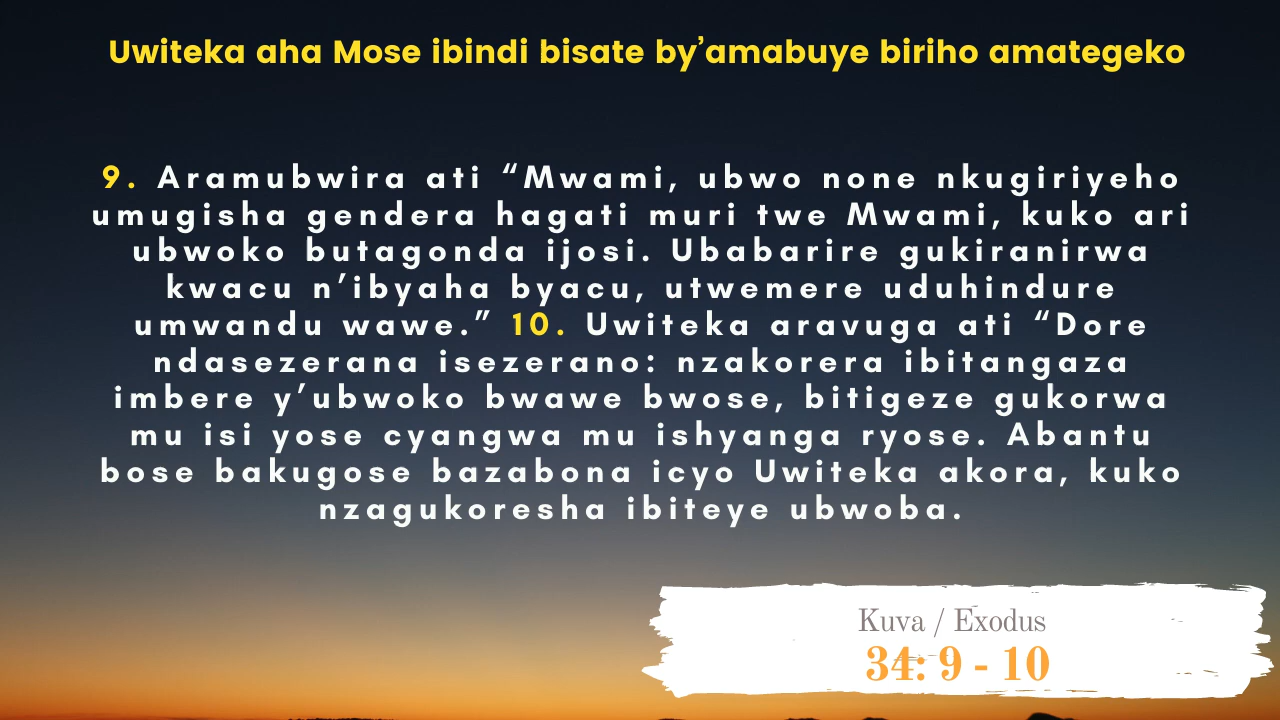 Uwiteka aha Mose ibindi bisate by’amabuye biriho amategeko
9. Aramubwira ati “Mwami, ubwo none nkugiriyeho
umugisha gendera hagati muri twe Mwami, kuko ari
ubwoko butagonda ijosi. Ubabarire gukiranirwa
kwacu n’ibyaha byacu, utwemere uduhindure
umwandu wawe.” 10. Uwiteka aravuga ati “Dore
ndasezerana isezerano: nzakorera ibitangaza
imbere y’ubwoko bwawe bwose, bitigeze gukorwa
mu isi yose cyangwa mu ishyanga ryose. Abantu
bose bakugose bazabona icyo Uwiteka akora, kuko
nzagukoresha ibiteye ubwoba.
Kuva / Exodus
34: 9 - 10